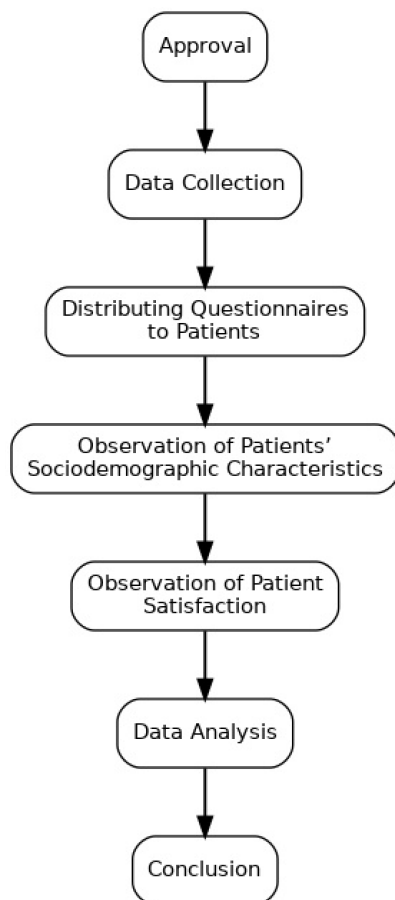 Approval
Data Collection
Distributing Questionnaires
to Patients
Observation of Patients’
Sociodemographic Characteristics
Observation of Patient
Satisfaction
Data Analysis
Conclusion